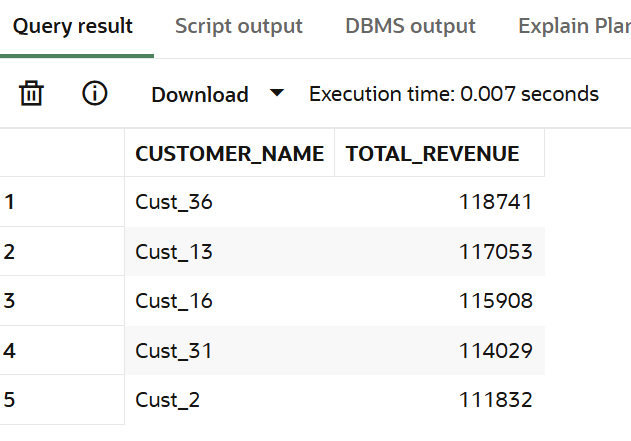 Query result Script output DBMS output Explain Plan
Download Execution time: 0.007 seconds
CUSTOMER_NAME TOTAL_REVENUE
1 Cust_36 118741
2 Cust_13 117053
3 Cust_16 115908
4 Cust_31 114029
5 Cust_2 111832